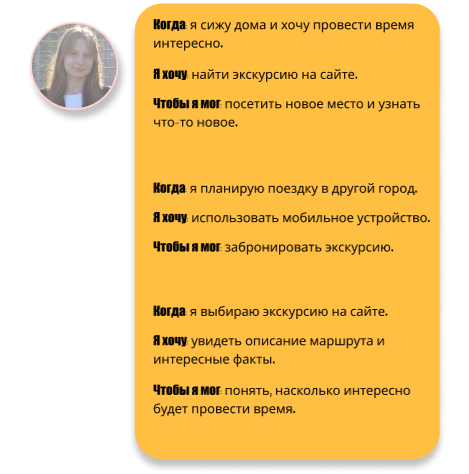 Когда: я сижу дома и хочу провести время
интересно.
Я хочу: найти экскурсию на сайте.
Чтобы я мог: посетить новое место и узнать
что-то новое.
Когда: я планирую поездку в другой город.
Я хочу: использовать мобильное устройство.
Чтобы я мог: забронировать экскурсию.
Когда: я выбираю экскурсию на сайте.
Я хочу: увидеть описание маршрута и
интересные факты.
Чтобы я мог: понять, насколько интересно
будет провести время.